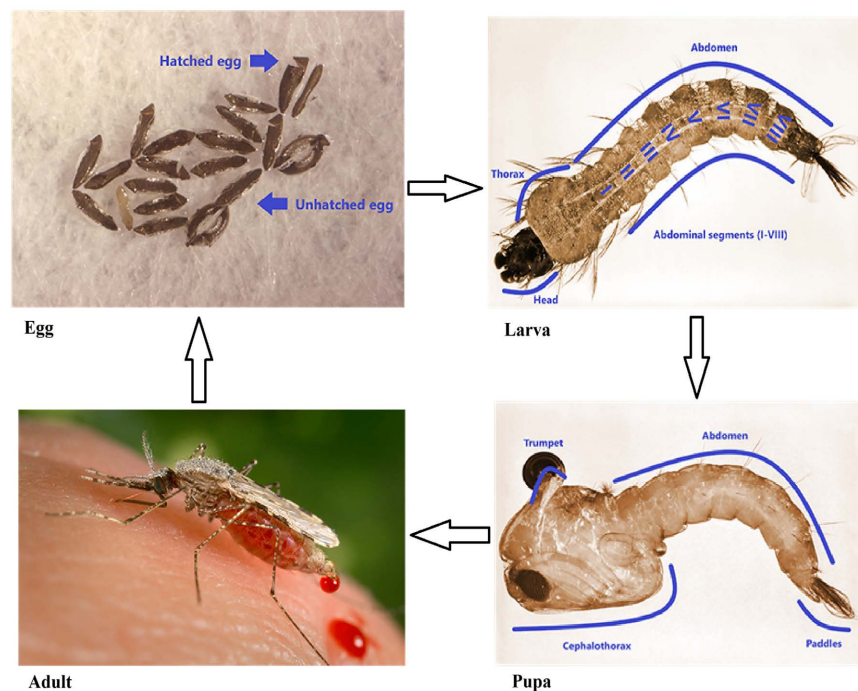 Hatched egg
Unhatched egg
Egg
Abdomen
Thorax
I II III IV V VI VII VIII
Abdominal segments (I-VIII)
Head
Larva
Adult
Trumpet
Abdomen
Cephalothorax
Paddles
Pupa